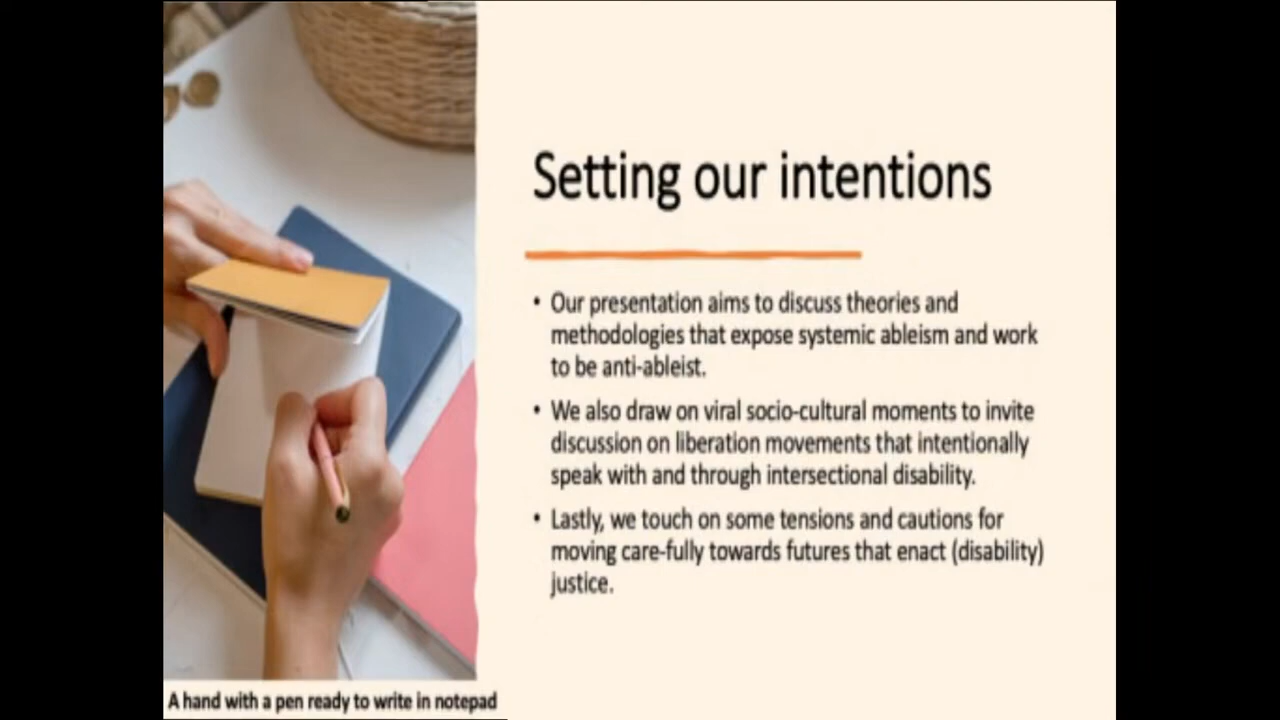 Setting our intentions
• Our presentation aims to discuss theories and
methodologies that expose systemic ableism and work
to be anti-ableist.
• We also draw on viral socio-cultural moments to invite
discussion on liberation movements that intentionally
speak with and through intersectional disability.
• Lastly, we touch on some tensions and cautions for
moving care-fully towards futures that enact (disability)
justice.
A hand with a pen ready to write in notepad